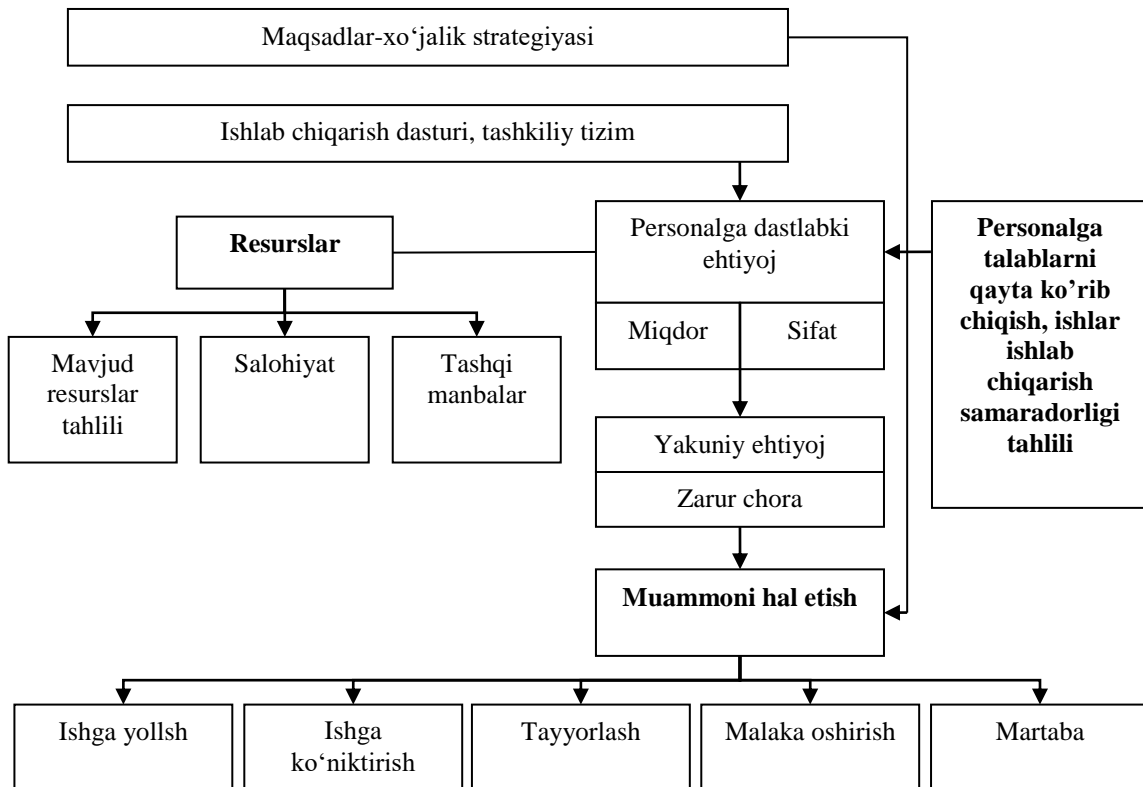 Maqsadlar-xo‘jalik strategiyasi
Ishlab chiqarish dasturi, tashkiliy tizim
Resurslar
Personalga dastlabki
ehtiyoj
Miqdor
Sifat
Personalga
talablarni
qayta ko’rib
chiqish, ishlar
ishlab
chiqarish
samaradorligi
tahlili
Mavjud
resurslar
tahlili
Salohiyat
Tashqi
manbalar
Yakuniy ehtiyoj
Zarur chora
Muammoni hal etish
Ishga yollsh
Ishga
ko‘niktirish
Tayyorlash
Malaka oshirish
Martaba